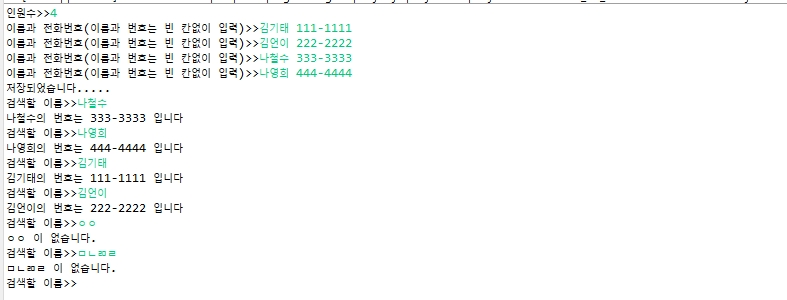 인원수>>4
이름과 전화번호(이름과 번호는 빈 칸없이 입력)>>김기태 111-1111
이름과 전화번호(이름과 번호는 빈 칸없이 입력)>>김언이 222-2222
이름과 전화번호(이름과 번호는 빈 칸없이 입력)>>나철수 333-3333
이름과 전화번호(이름과 번호는 빈 칸없이 입력)>>나영희 444-4444
저장되었습니다.....
검색할 이름>>나철수
나철수의 번호는 333-3333 입니다
검색할 이름>>나영희
나영희의 번호는 444-4444 입니다
검색할 이름>>김기태
김기태의 번호는 111-1111 입니다
검색할 이름>>김언이
김언이의 번호는 222-2222 입니다
검색할 이름>>ㅇㅇ
ㅇㅇ 이 없습니다.
검색할 이름>>
이 없습니다.
검색할 이름>>